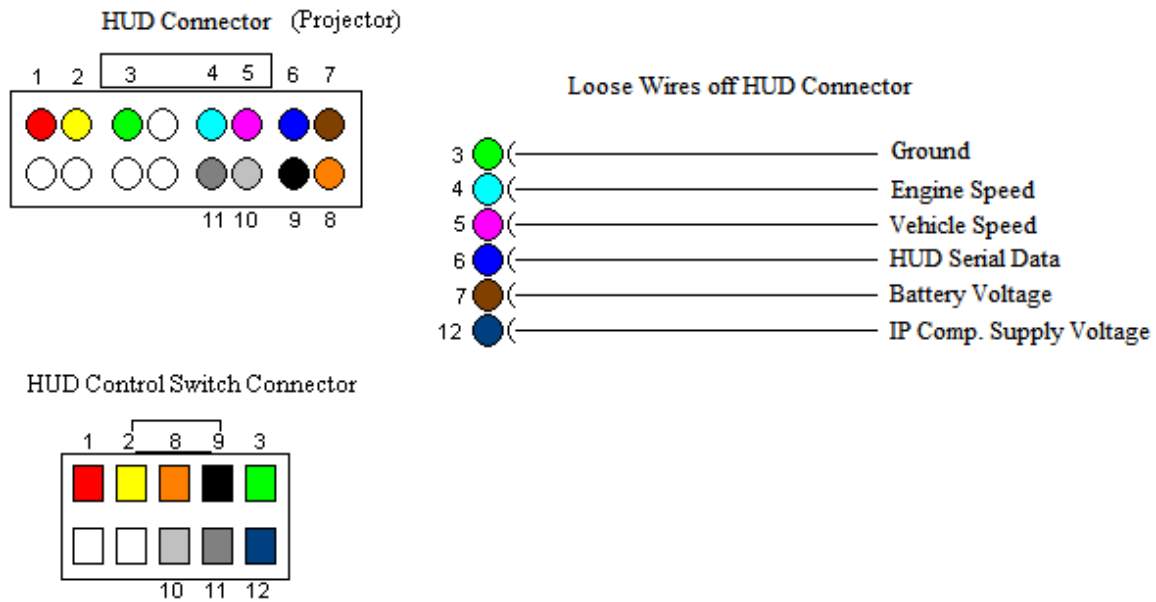 HUD Connector (Projector)
1 2 3 4 5 6 7
11 10 9 8
Loose Wires off HUD Connector
3 Ground
4 Engine Speed
5 Vehicle Speed
6 HUD Serial Data
7 Battery Voltage
12 IP Comp. Supply Voltage
HUD Control Switch Connector
1 2 8 9 3
10 11 12